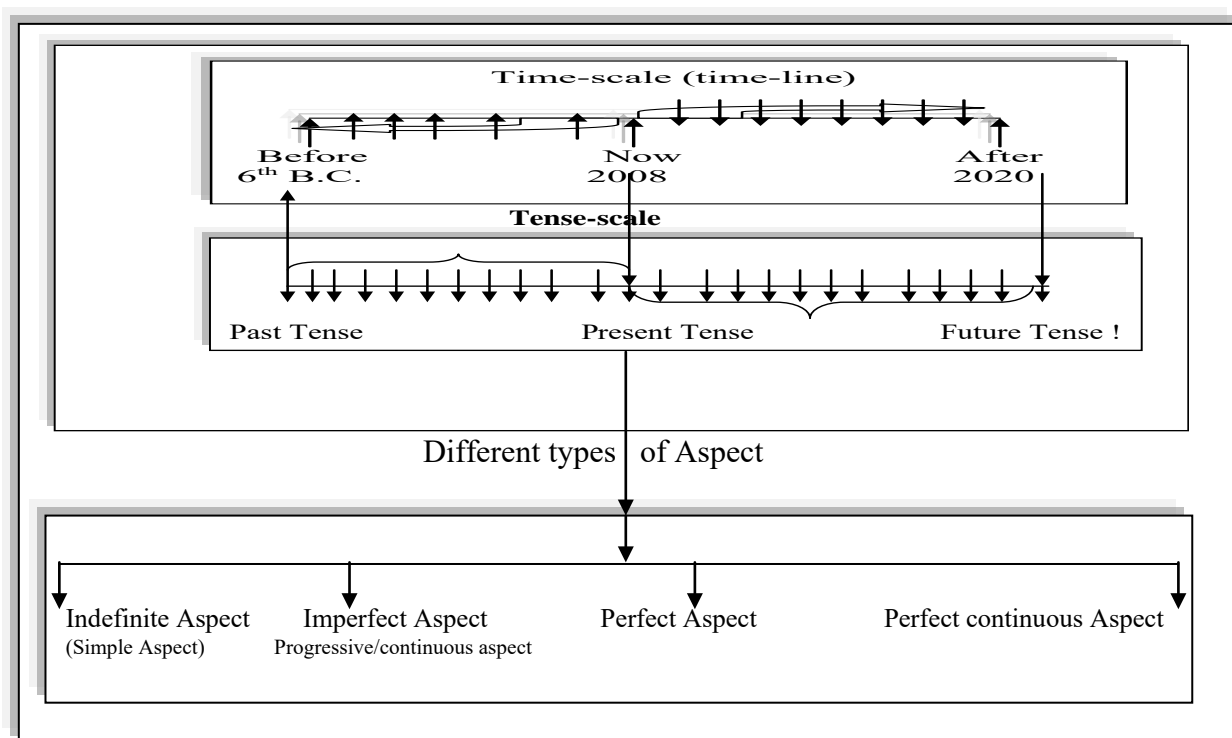 Time-scale (time-line)
Before Now After
6th B.C. 2008 2020
Tense-scale
Past Tense Present Tense Future Tense !
Different types of Aspect
Indefinite Aspect Imperfect Aspect Perfect Aspect Perfect continuous Aspect
(Simple Aspect) Progressive/continuous aspect